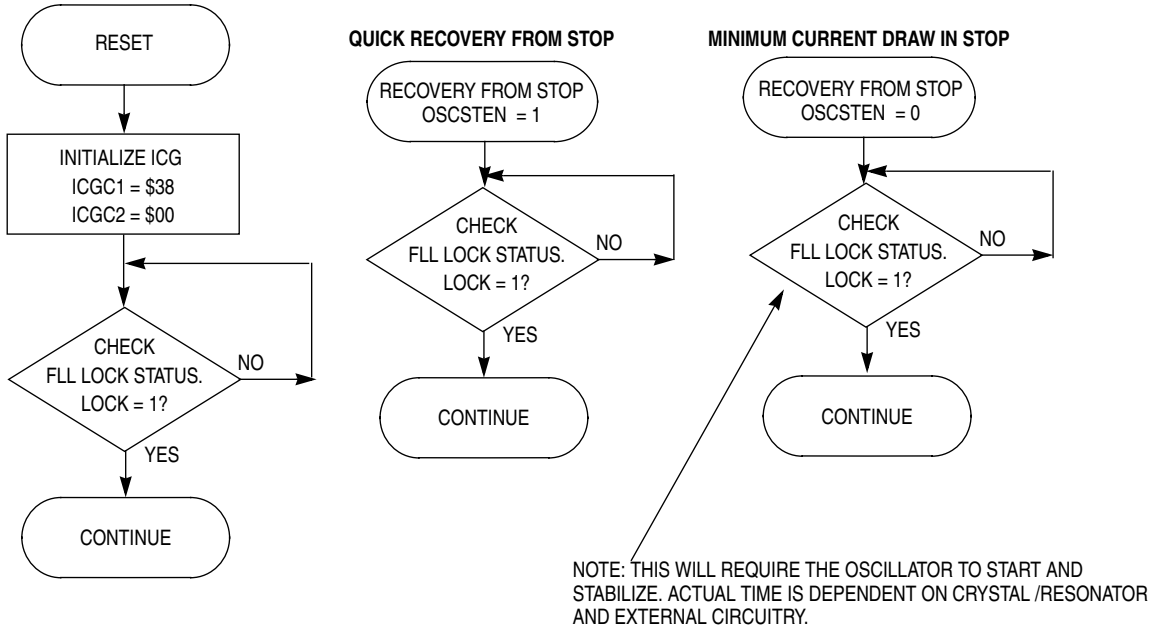 RESET
INITIALIZE ICG
ICGC1 = $38
ICGC2 = $00
CHECK
FLL LOCK STATUS.
LOCK = 1?
NO
YES
CONTINUE
QUICK RECOVERY FROM STOP
RECOVERY FROM STOP
OSCSTEN = 1
CHECK
FLL LOCK STATUS.
LOCK = 1?
NO
YES
CONTINUE
MINIMUM CURRENT DRAW IN STOP
RECOVERY FROM STOP
OSCSTEN = 0
CHECK
FLL LOCK STATUS.
LOCK = 1?
NO
YES
CONTINUE
NOTE: THIS WILL REQUIRE THE OSCILLATOR TO START AND
STABILIZE. ACTUAL TIME IS DEPENDENT ON CRYSTAL /RESONATOR
AND EXTERNAL CIRCUITRY.